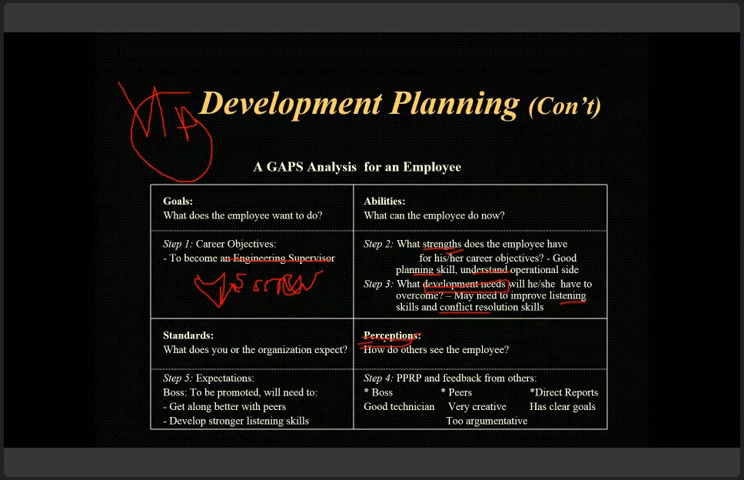 Development Planning (Con't)
A GAPS Analysis for an Employee
Goals:
What does the employee want to do?
Abilities:
What can the employee do now?
Step 1: Career Objectives:
- To become an Engineering Supervisor
Step 2: What strengths does the employee have
for his/her career objectives? - Good
planning skill, understand operational side
Step 3: What development needs will he/she have to
overcome? – May need to improve listening
skills and conflict resolution skills
Standards:
What does you or the organization expect?
Perceptions:
How do others see the employee?
Step 5: Expectations:
Boss: To be promoted, will need to:
- Get along better with peers
- Develop stronger listening skills
Step 4: PPRP and feedback from others:
* Boss * Peers *Direct Reports
Good technician Very creative Has clear goals
Too argumentative